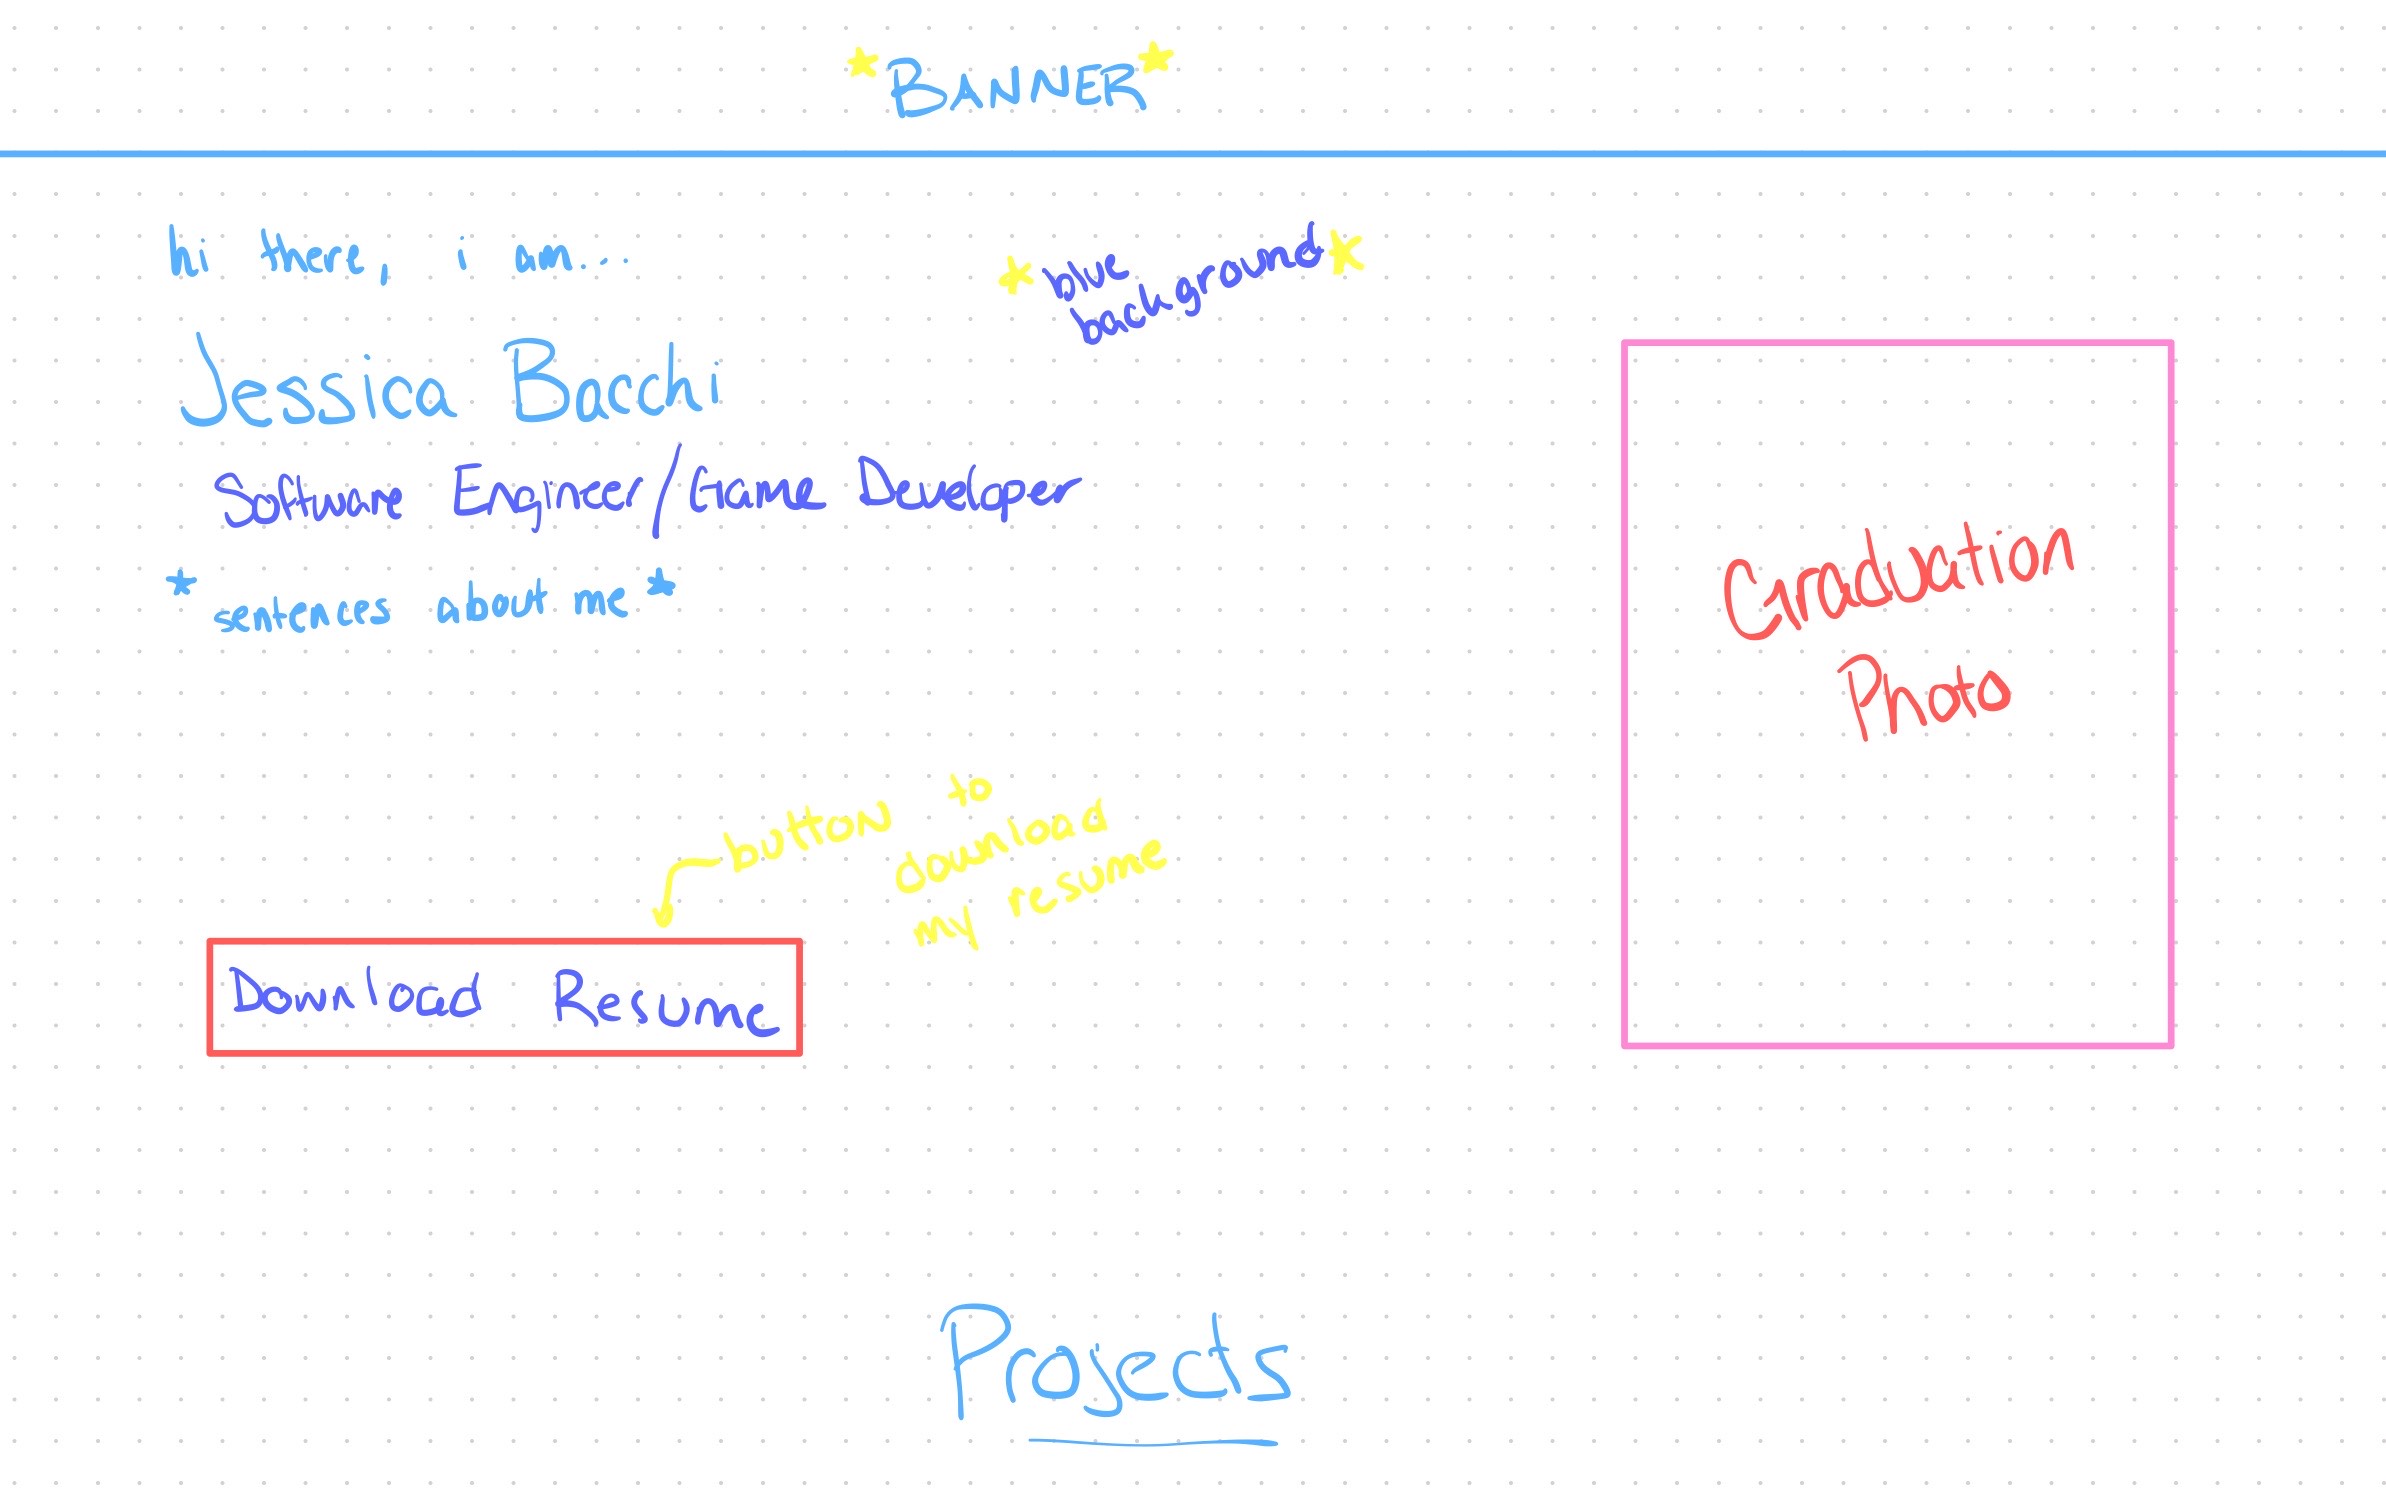 *BANNER*
hi there, i am...
*blue
background*
Jessica Bacchi
Software Engineer/Game Developer
*sentences about me*
Graduation
Photo
button to
download
my resume
Download Resume
Projects